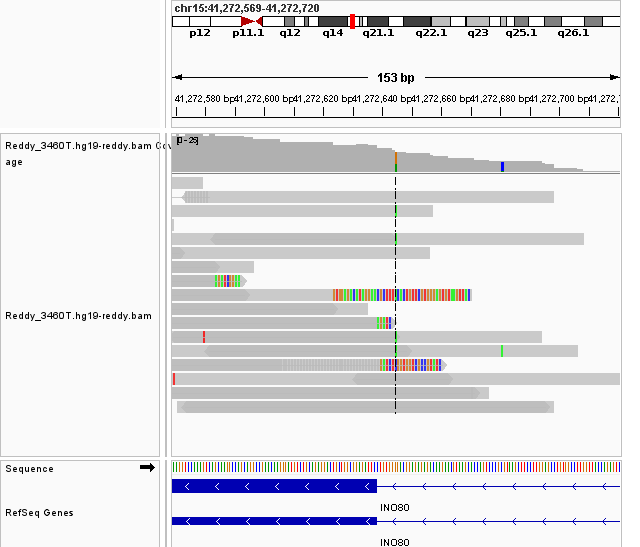 chr15:41,272,569-41,272,720
p12 p11.1 q12 q14 q21.1 q22.1 q23 q25.1 q26.1
153 bp
41,272,580 bp 41,272,600 bp 41,272,620 bp 41,272,640 bp 41,272,660 bp 41,272,680 bp 41,272,700 bp 41,272,7
Reddy_3460T.hg19-reddy.bam Cov
age
Reddy_3460T.hg19-reddy.bam
Sequence
INO80
RefSeq Genes
INO80